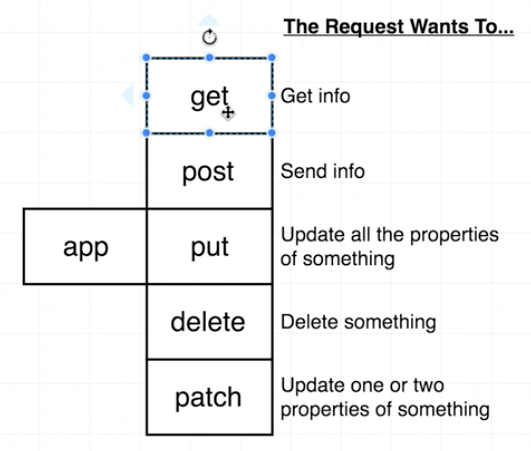 The Request Wants To...
get
Get info
post
Send info
app
put
Update all the properties
of something
delete
Delete something
patch
Update one or two
properties of something